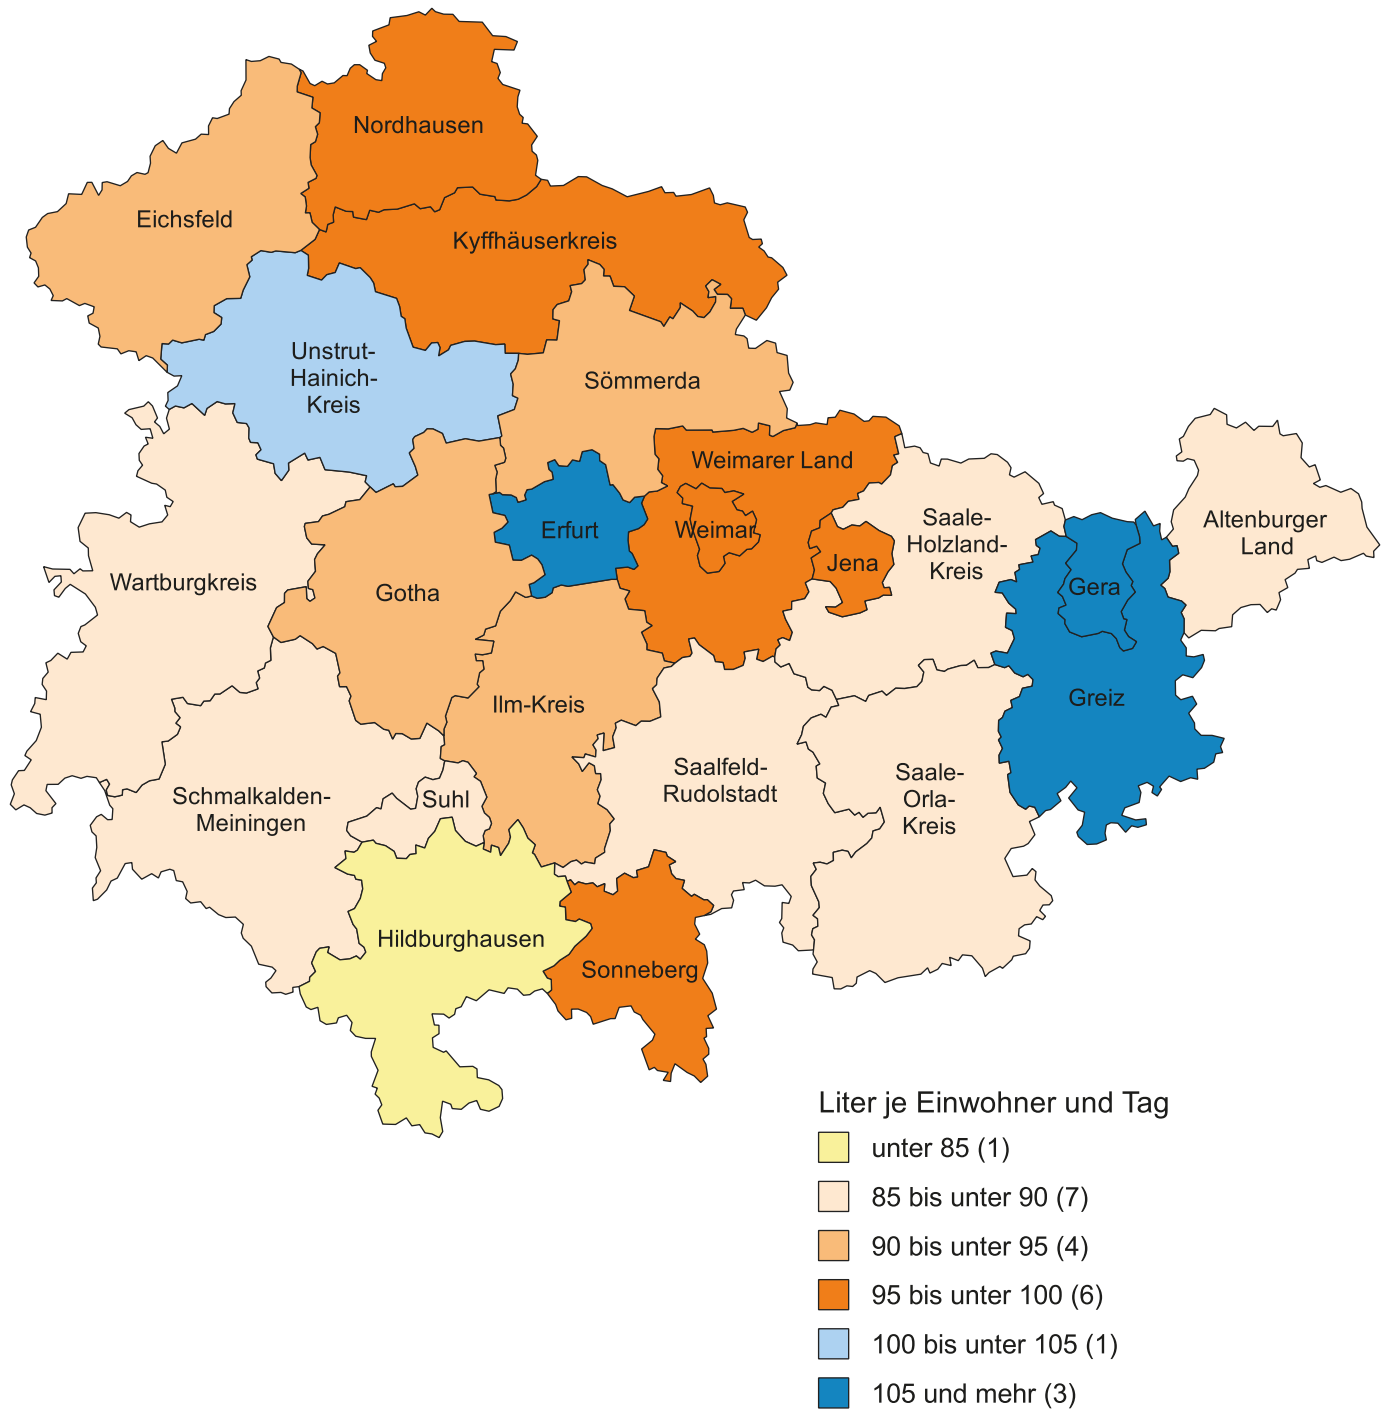 Nordhausen
Eichsfeld
Kyffhäuserkreis
Unstrut-
Hainich-
Kreis
Sömmerda
Weimarer Land
Erfurt
Weimar
Jena
Saale-
Holzland-
Kreis
Altenburger
Land
Wartburgkreis
Gotha
Gera
Greiz
Ilm-Kreis
Saalfeld-
Rudolstadt
Saale-
Orla-
Kreis
Schmalkalden-
Meiningen
Suhl
Hildburghausen
Sonneberg
Liter je Einwohner und Tag
unter 85 (1)
85 bis unter 90 (7)
90 bis unter 95 (4)
95 bis unter 100 (6)
100 bis unter 105 (1)
105 und mehr (3)